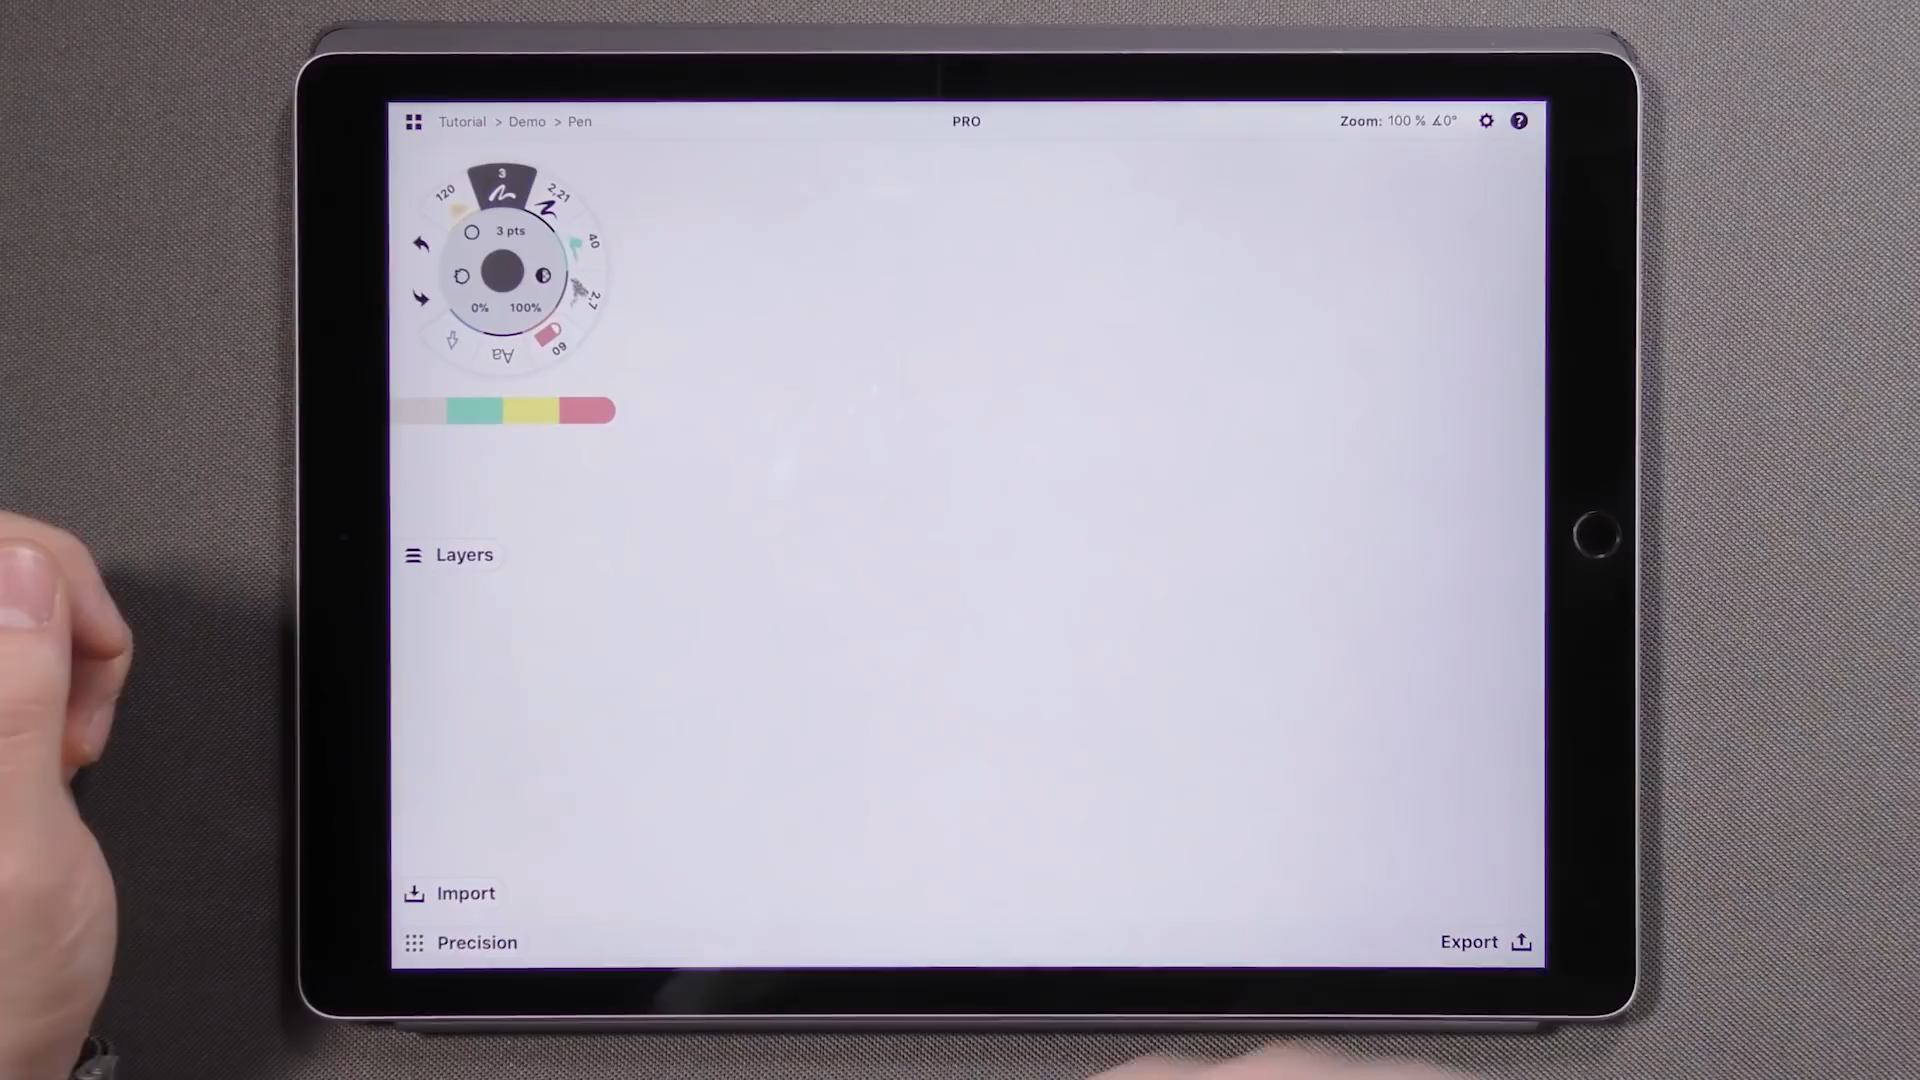 Tutorial > Demo > Pen
PRO
Zoom: 100 % ∡0°
?
3
120
2,21
40
3 pts
2,7
0%
100%
60
Aa
Layers
Import
Precision
Export